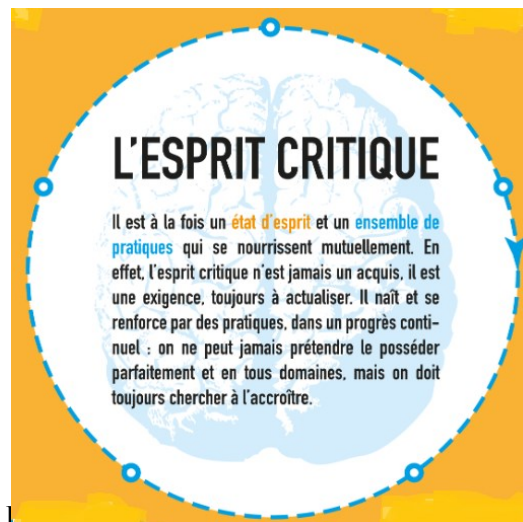 L'ESPRIT CRITIQUE
Il est à la fois un état d'esprit et un ensemble de
pratiques qui se nourrissent mutuellement. En
effet, l'esprit critique n'est jamais un acquis, il est
une exigence, toujours à actualiser. Il naît et se
renforce par des pratiques, dans un progrès conti-
nuel : on ne peut jamais prétendre le posséder
parfaitement et en tous domaines, mais on doit
toujours chercher à l'accroître.